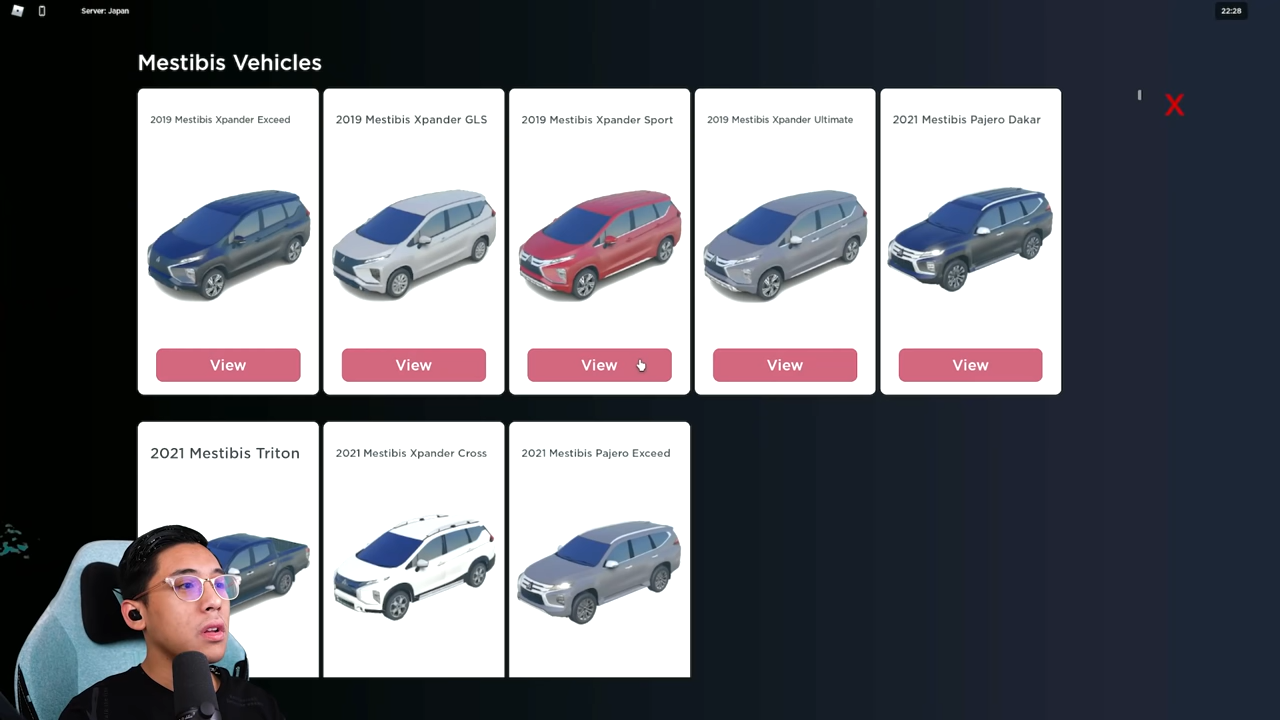 Server: Japan
22:28
Mestibis Vehicles
X
2019 Mestibis Xpander Exceed
2019 Mestibis Xpander GLS
2019 Mestibis Xpander Sport
2019 Mestibis Xpander Ultimate
2021 Mestibis Pajero Dakar
View
View
View
View
View
2021 Mestibis Triton
2021 Mestibis Xpander Cross
2021 Mestibis Pajero Exceed